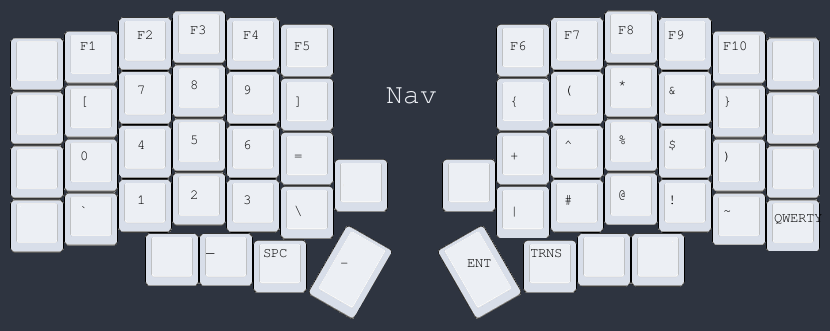 F1 F2 F3 F4 F5
[ 7 8 9 ]
0 4 5 6 =
` 1 2 3 \
— SPC -
Nav
F6 F7 F8 F9 F10
{ ( * & }
+ ^ % $ )
| # @ ! ~ QWERTY
ENT TRNS